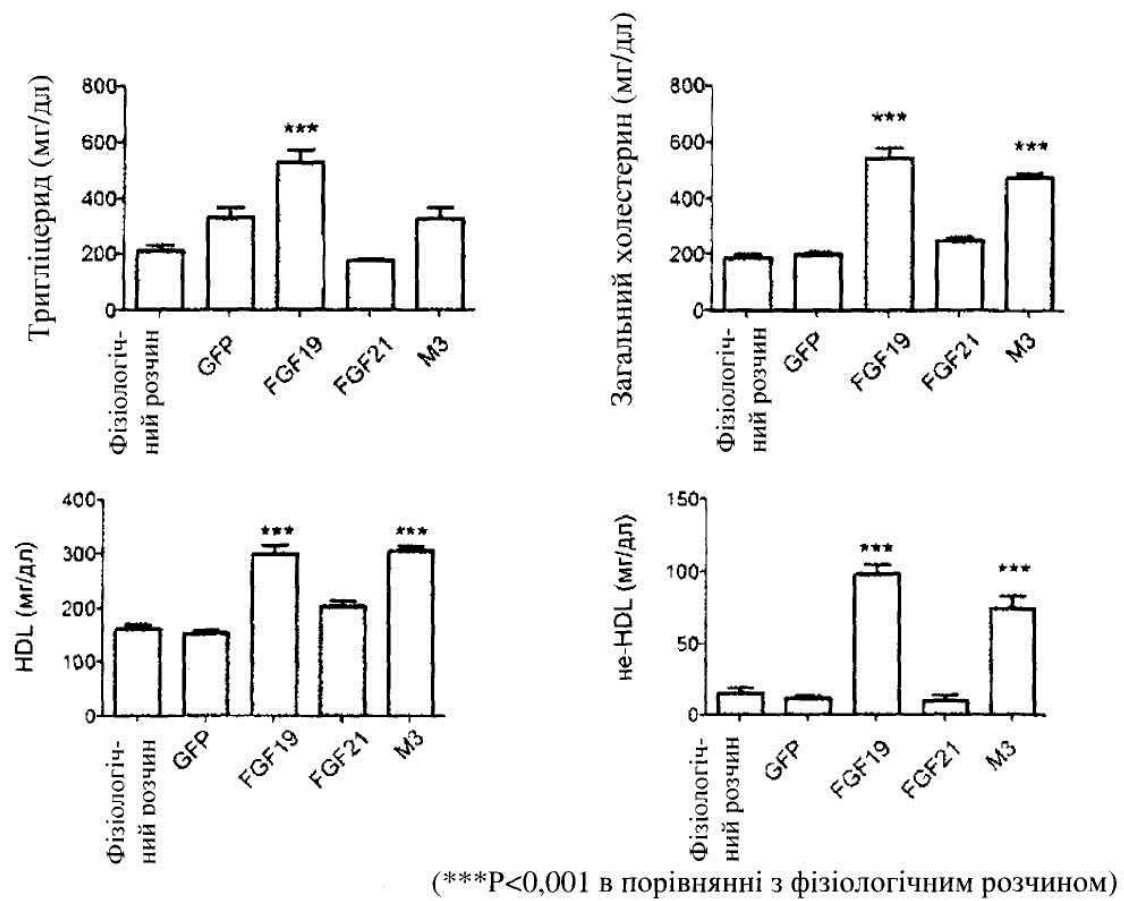 Тригліцерид (мг/дл)
800
600
400
200
0
***
Фізіологіч-
ний розчин
GFP
FGF19
FGF21
M3
Загальний холестерин (мг/дл)
800
600
400
200
0
***
***
Фізіологіч-
ний розчин
GFP
FGF19
FGF21
M3
HDL (мг/дл)
400
300
200
100
0
***
***
Фізіологіч-
ний розчин
GFP
FGF19
FGF21
M3
не-HDL (мг/дл)
150
100
50
0
***
***
Фізіологіч-
ний розчин
GFP
FGF19
FGF21
M3
(***P<0,001 в порівнянні з фізіологічним розчином)